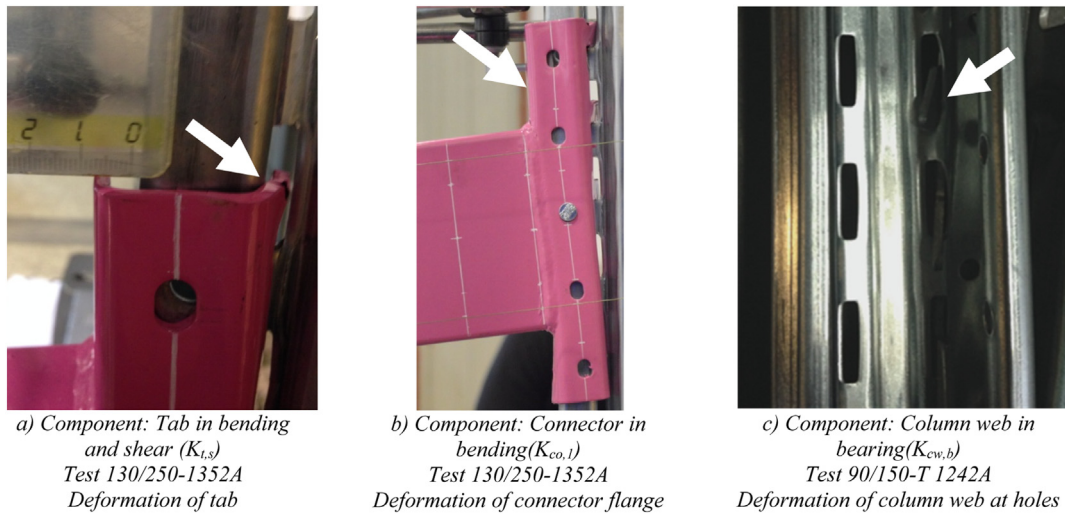 2 1 0
a) Component: Tab in bending
and shear (Kt,s)
Test 130/250-1352A
Deformation of tab
b) Component: Connector in
bending(Kco,1)
Test 130/250-1352A
Deformation of connector flange
c) Component: Column web in
bearing(Kcw,b)
Test 90/150-T 1242A
Deformation of column web at holes